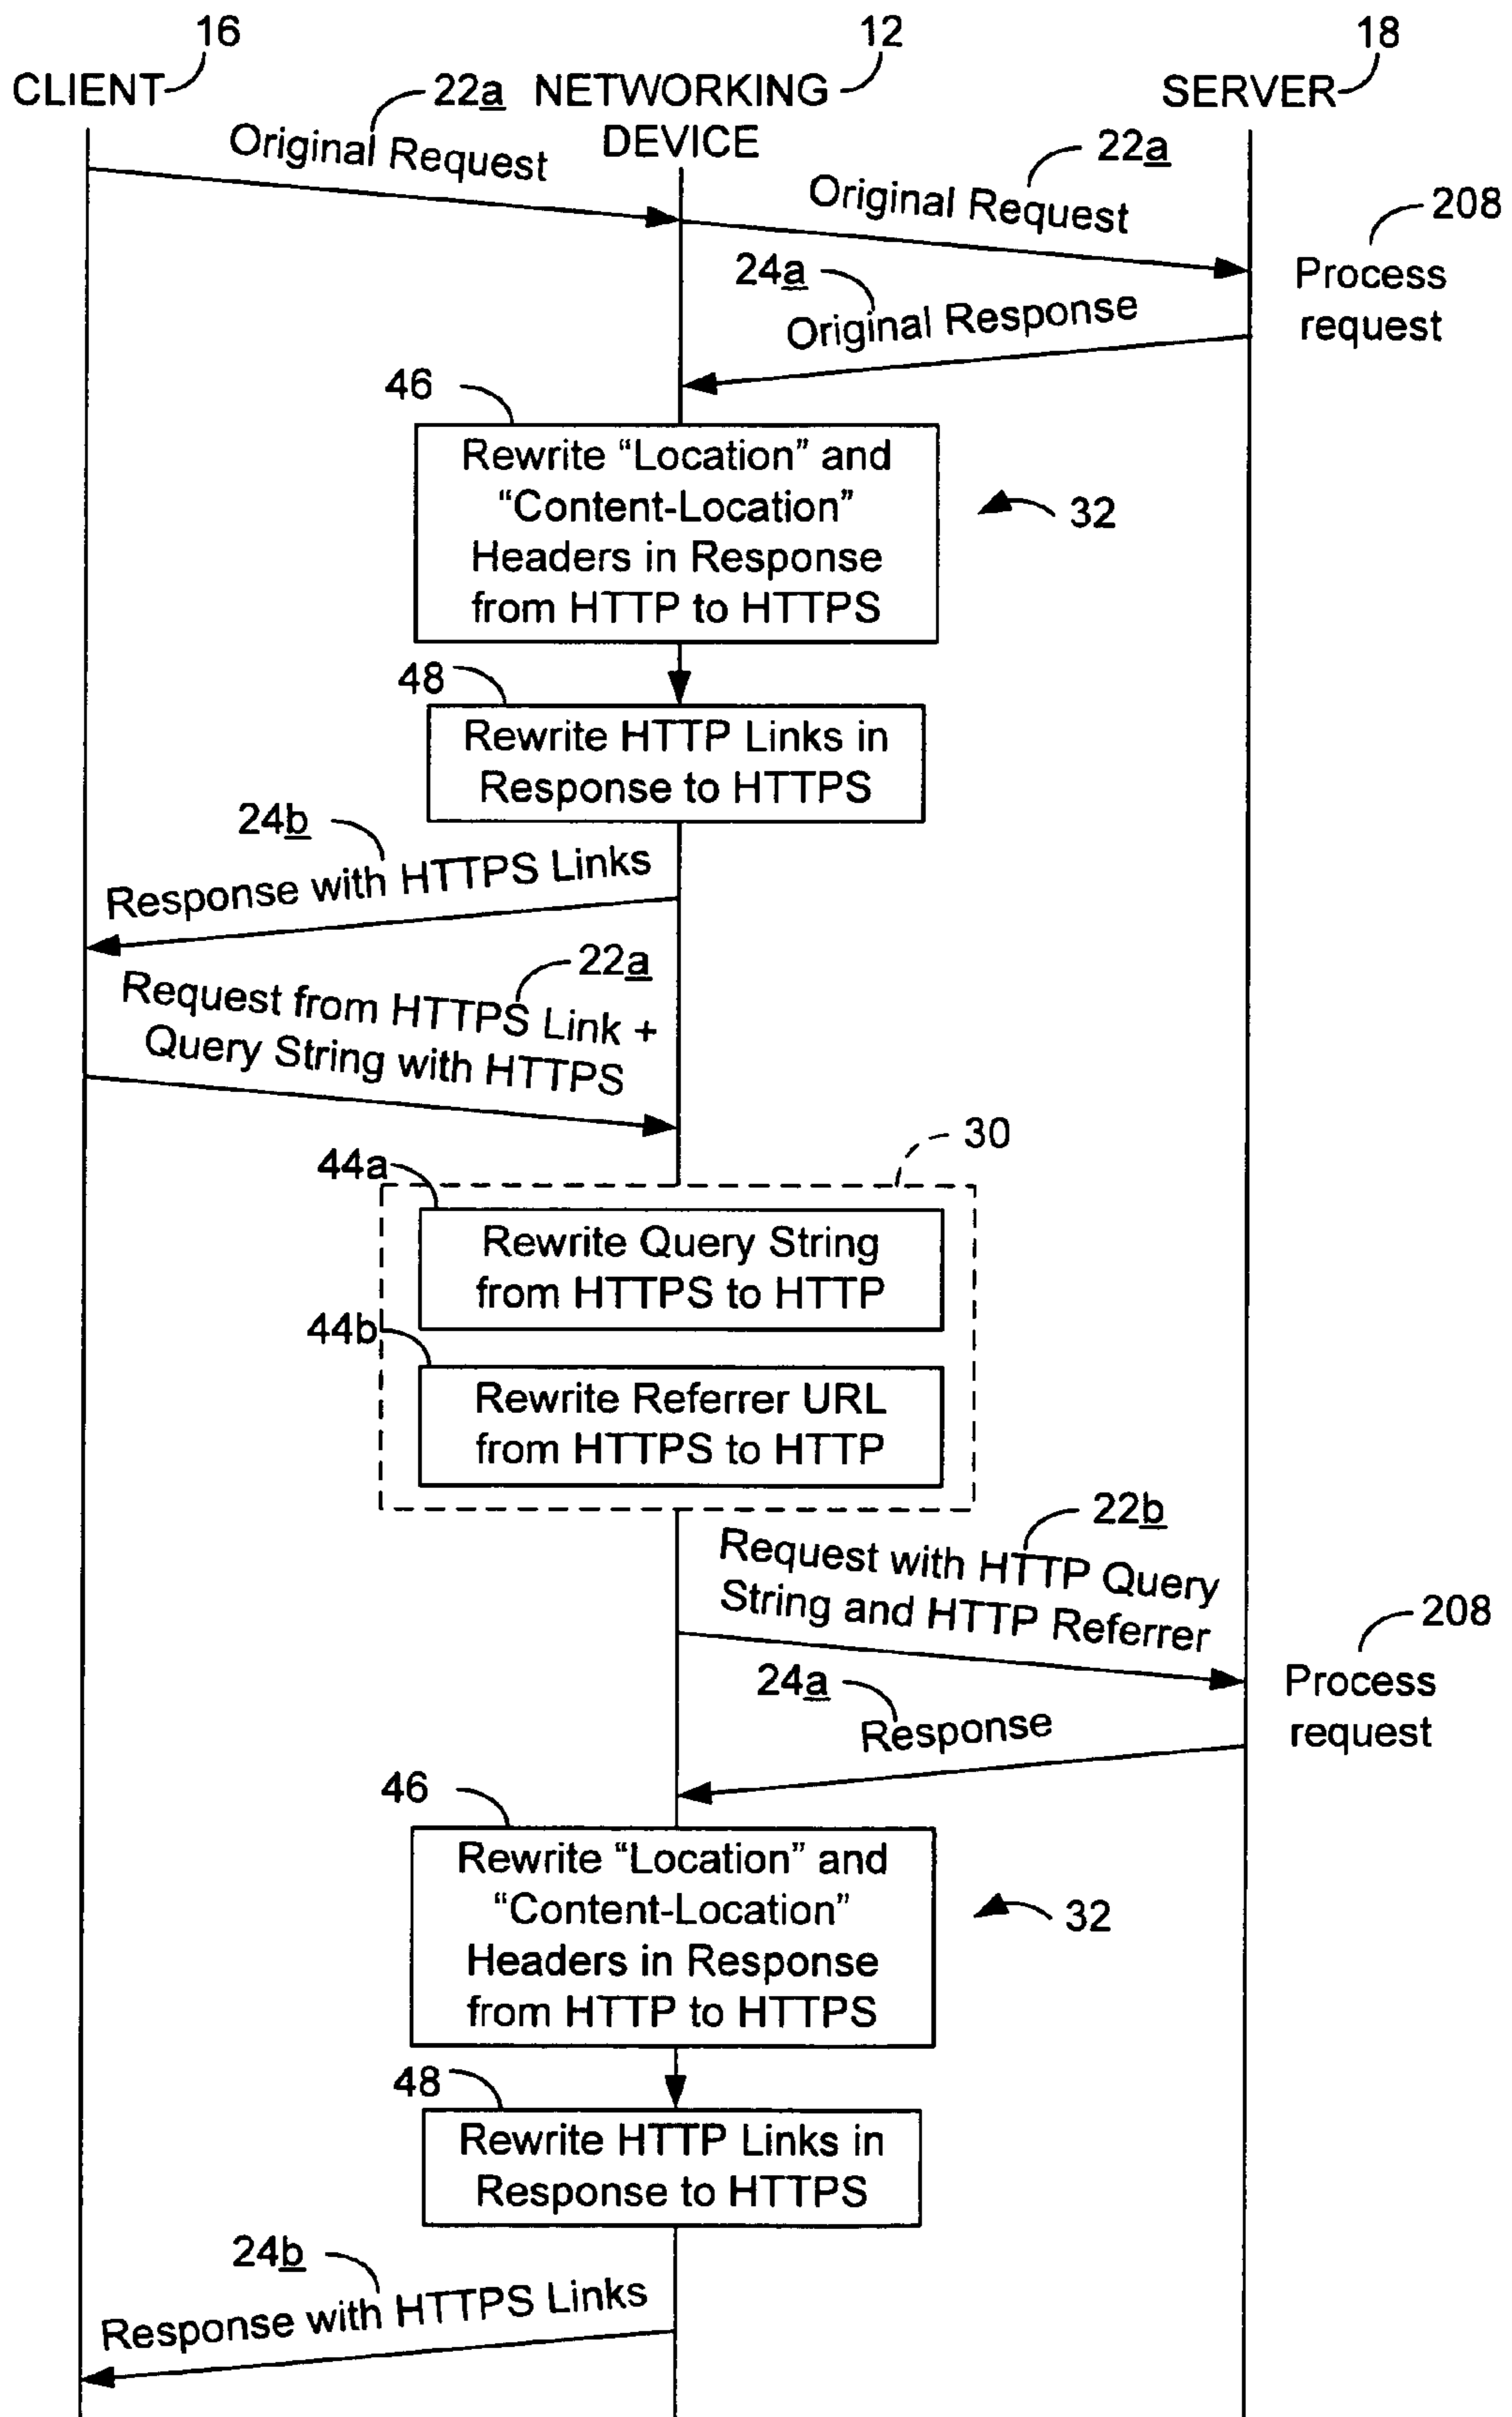 16
12
18
CLIENT
22a
NETWORKING
DEVICE
SERVER
Original Request
22a
Original Request
208
Process
request
24a
Original Response
46
Rewrite “Location” and
“Content-Location”
Headers in Response
from HTTP to HTTPS
32
48
Rewrite HTTP Links in
Response to HTTPS
24b
Response with HTTPS Links
22a
Request from HTTPS Link +
Query String with HTTPS
30
44a
Rewrite Query String
from HTTPS to HTTP
44b
Rewrite Referrer URL
from HTTPS to HTTP
22b
Request with HTTP Query
String and HTTP Referrer
208
Process
request
24a
Response
46
Rewrite “Location” and
“Content-Location”
Headers in Response
from HTTP to HTTPS
32
48
Rewrite HTTP Links in
Response to HTTPS
24b
Response with HTTPS Links